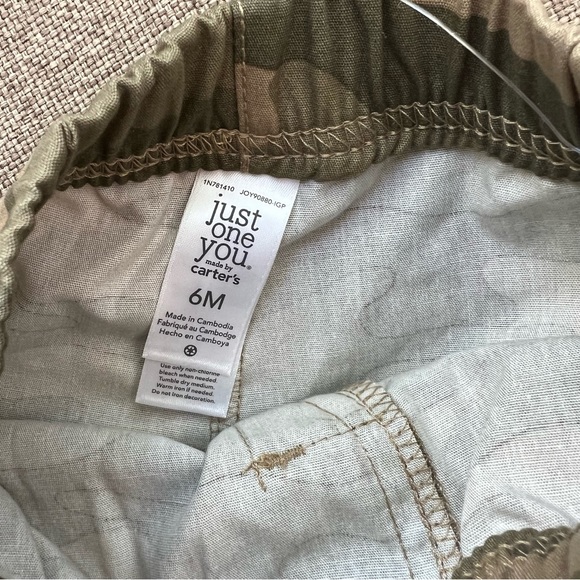 1N781410 JOY90880-IGP
just
one
you®
made by
carter's
6M
Made in Cambodia
Fabriqué au Cambodge
Hecho en Camboya
Use only non-chlorine
bleach when needed.
Tumble dry medium.
Warm iron if needed.
Do not iron decoration.